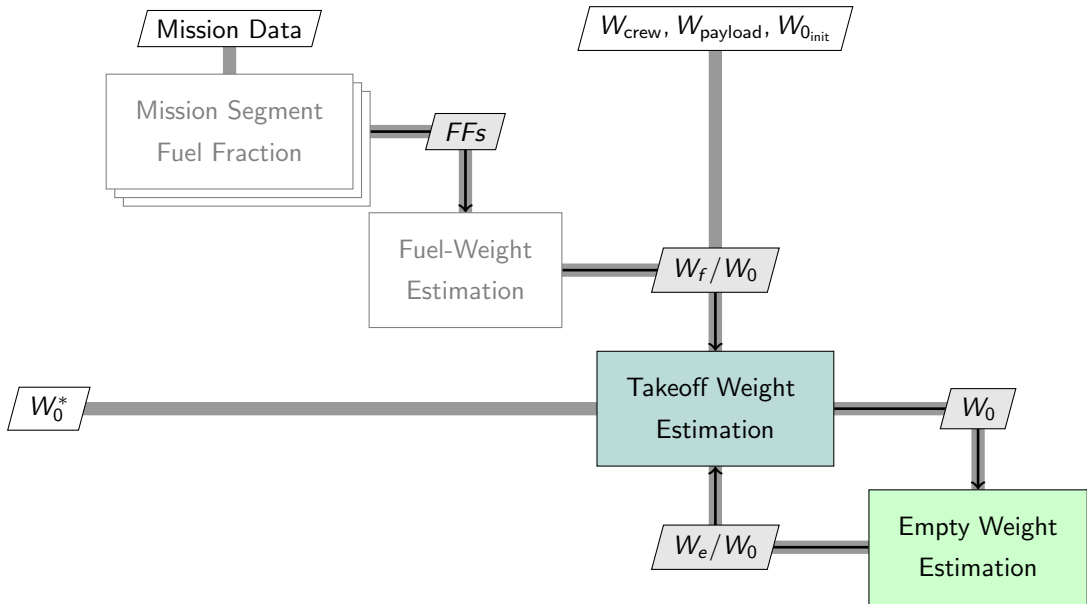 Mission Data
W_crew, W_payload, W_0_init
Mission Segment
Fuel Fraction
FFs
Fuel-Weight
Estimation
W_f/W_0
Takeoff Weight
Estimation
W_0^*
W_0
W_e/W_0
Empty Weight
Estimation